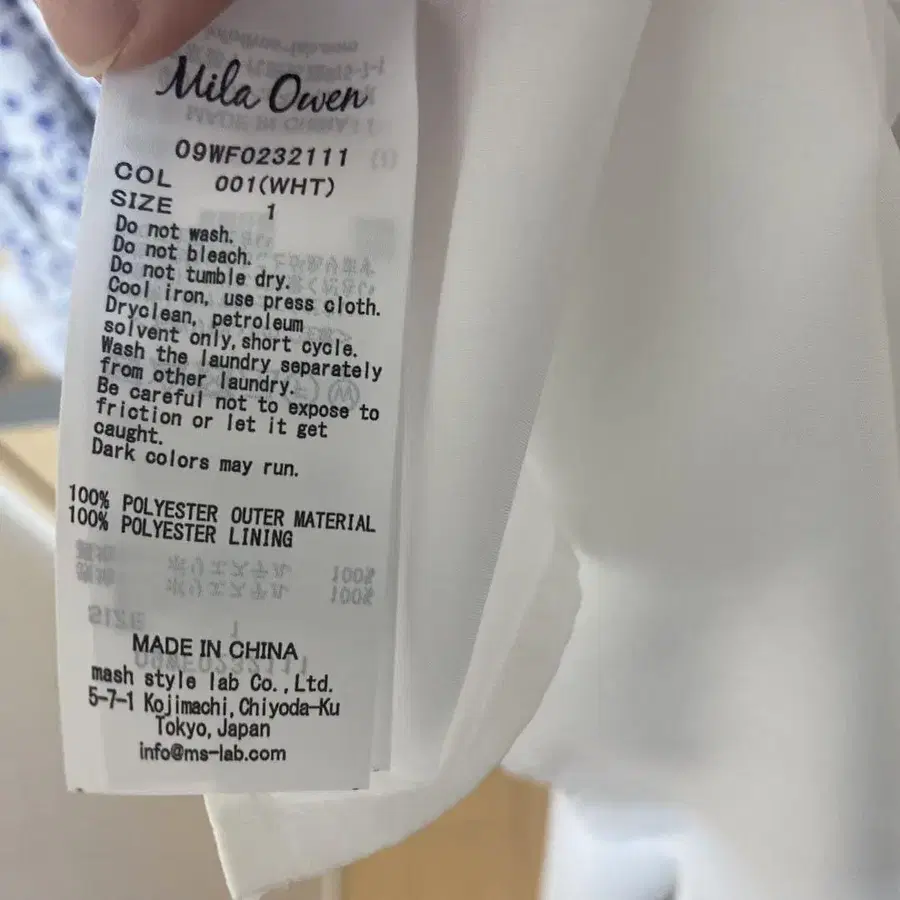 Mila Owen
09WF0232111
COL 001(WHT)
SIZE 1
Do not wash.
Do not bleach.
Do not tumble dry.
Cool iron, use press cloth.
Dryclean, petroleum
solvent only,short cycle.
Wash the laundry separately
from other laundry.
Be careful not to expose to
friction or let it get
caught.
Dark colors may run.
100% POLYESTER OUTER MATERIAL
100% POLYESTER LINING
MADE IN CHINA
mash style lab Co.,Ltd.
5-7-1 Kojimachi,Chiyoda-Ku
Tokyo,Japan
info@ms-lab.com